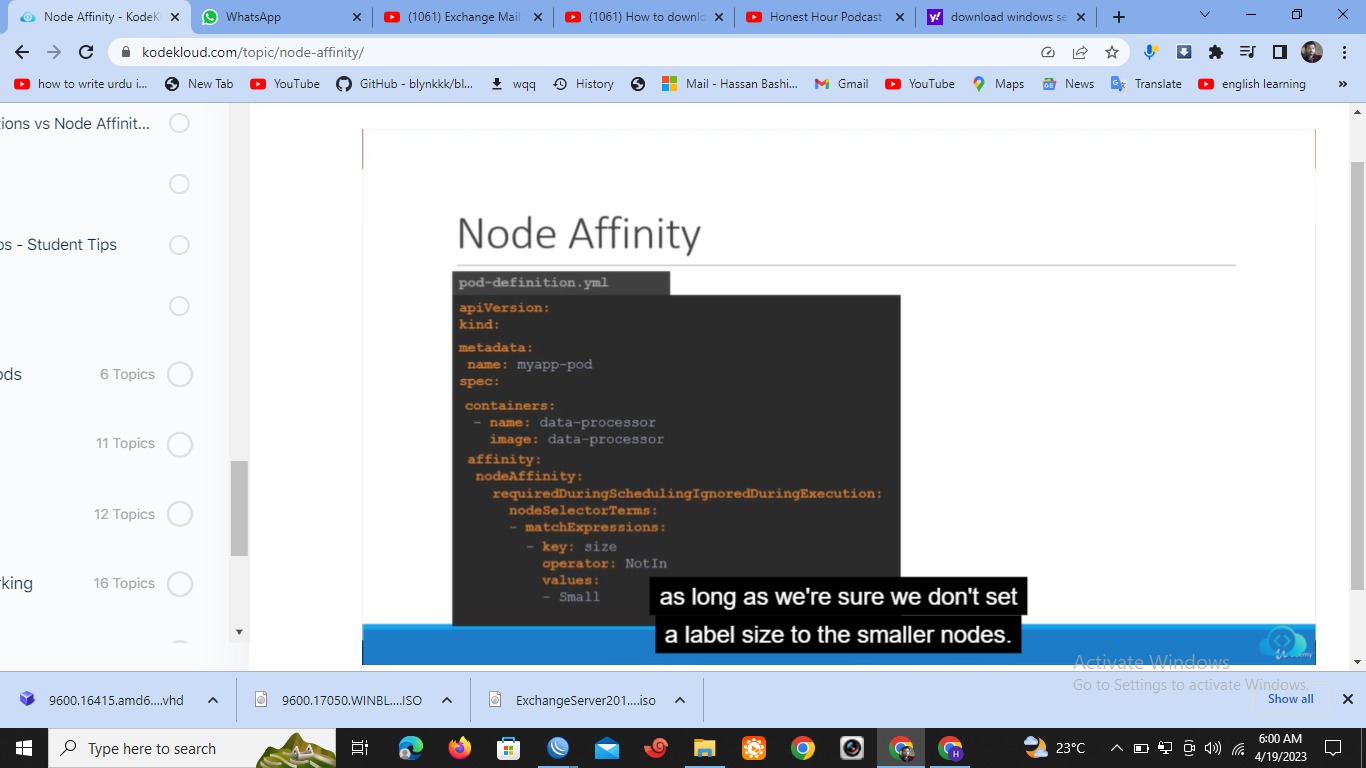 Node Affinity - KodeK
WhatsApp
(1061) Exchange Mail
(1061) How to downlo
Honest Hour Podcast
download windows se
kodekloud.com/topic/node-affinity/
how to write urdu i...
New Tab
YouTube
GitHub - blynkkk/bl...
wqq
History
Mail - Hassan Bashi...
Gmail
YouTube
Maps
News
Translate
english learning
»
ions vs Node Affinit...
os - Student Tips
ods
6 Topics
11 Topics
12 Topics
rking
16 Topics
Node Affinity
pod-definition.yml
apiVersion:
kind:
metadata:
name: myapp-pod
spec:
containers:
- name: data-processor
image: data-processor
affinity:
nodeAffinity:
requiredDuringSchedulingIgnoredDuringExecution:
nodeSelectorTerms:
- matchExpressions:
- key: size
operator: NotIn
values:
- Small
as long as we're sure we don't set
a label size to the smaller nodes.
Activate Windows
Go to Settings to activate Windows.
9600.16415.amd6....vhd
9600.17050.WINBL....ISO
ExchangeServer201....iso
Show all
Type here to search
23°C
6:00 AM
4/19/2023